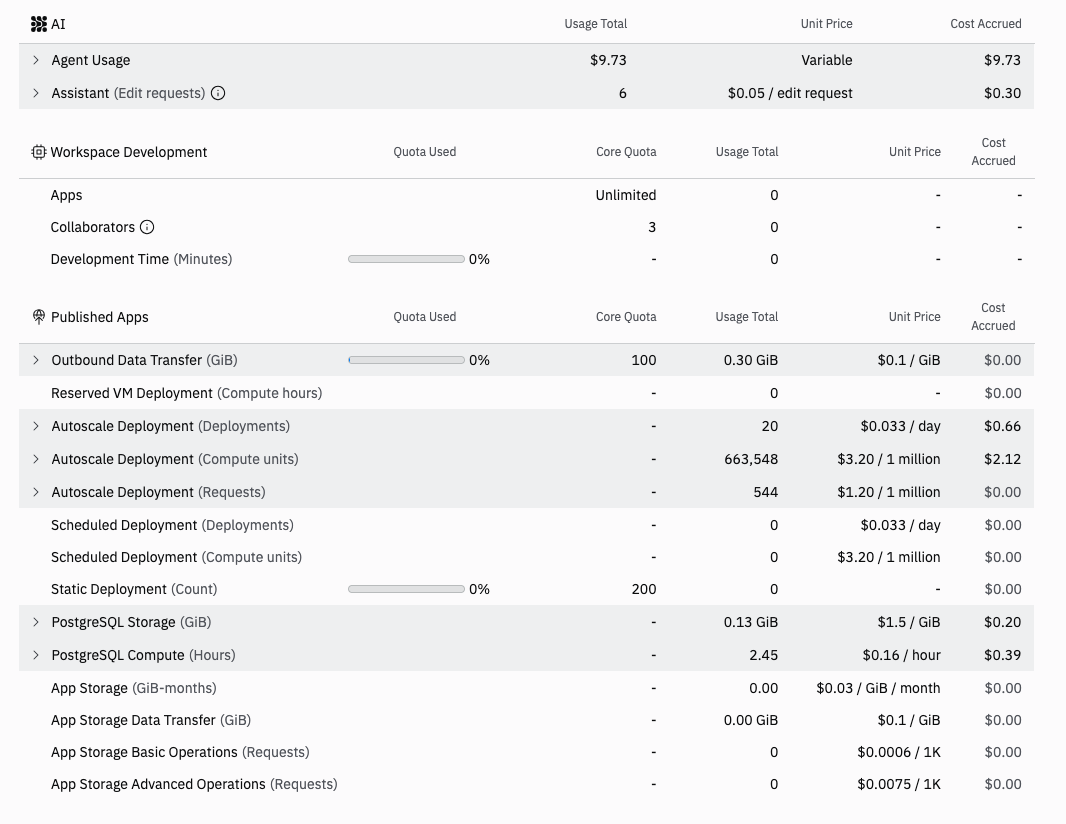 AI Usage Total Unit Price Cost Accrued
Agent Usage $9.73 Variable $9.73
Assistant (Edit requests) 6 $0.05 / edit request $0.30
Workspace Development Quota Used Core Quota Usage Total Unit Price Cost Accrued
Apps Unlimited 0 - -
Collaborators 3 0 - -
Development Time (Minutes) 0% - 0 - -
Published Apps Quota Used Core Quota Usage Total Unit Price Cost Accrued
Outbound Data Transfer (GiB) 0% 100 0.30 GiB $0.1 / GiB $0.00
Reserved VM Deployment (Compute hours) - 0 - $0.00
Autoscale Deployment (Deployments) - 20 $0.033 / day $0.66
Autoscale Deployment (Compute units) - 663,548 $3.20 / 1 million $2.12
Autoscale Deployment (Requests) - 544 $1.20 / 1 million $0.00
Scheduled Deployment (Deployments) - 0 $0.033 / day $0.00
Scheduled Deployment (Compute units) - 0 $3.20 / 1 million $0.00
Static Deployment (Count) 0% 200 0 - $0.00
PostgreSQL Storage (GiB) - 0.13 GiB $1.5 / GiB $0.20
PostgreSQL Compute (Hours) - 2.45 $0.16 / hour $0.39
App Storage (GiB-months) - 0.00 $0.03 / GiB / month $0.00
App Storage Data Transfer (GiB) - 0.00 GiB $0.1 / GiB $0.00
App Storage Basic Operations (Requests) - 0 $0.0006 / 1K $0.00
App Storage Advanced Operations (Requests) - 0 $0.0075 / 1K $0.00